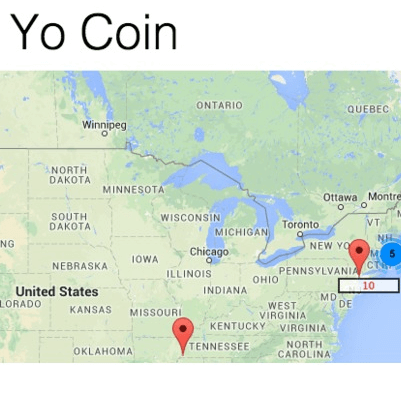 Yo Coin
ONTARIO
QUEBEC
Winnipeg
NORTH
DAKOTA
MINNESOTA
Ottawa
Montre
SOUTH
DAKOTA
WISCONSIN
MICHIGAN
Toronto
VT
NH
NG
NEW YO
5
Chicago
IOWA
NEBRASKA
PENNSYLVANIA
CT
ILLINOIS
OHIO
10
INDIANA
United States
MD
DE
LORADO
KANSAS
MISSOURI
WEST
VIRGINIA
KENTUCKY
VIRGINIA
TENNESSEE
OKLAHOMA
NORTH
CAROLINA